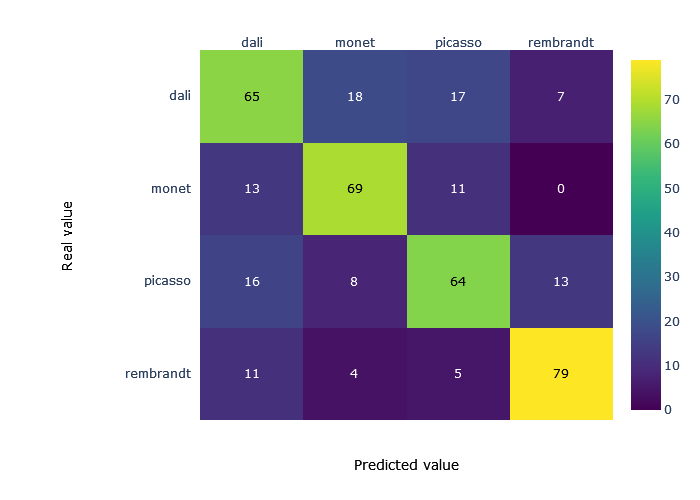 dali monet picasso rembrandt
dali 65 18 17 7
monet 13 69 11 0
picasso 16 8 64 13
rembrandt 11 4 5 79
Real value
Predicted value
70
60
50
40
30
20
10
0